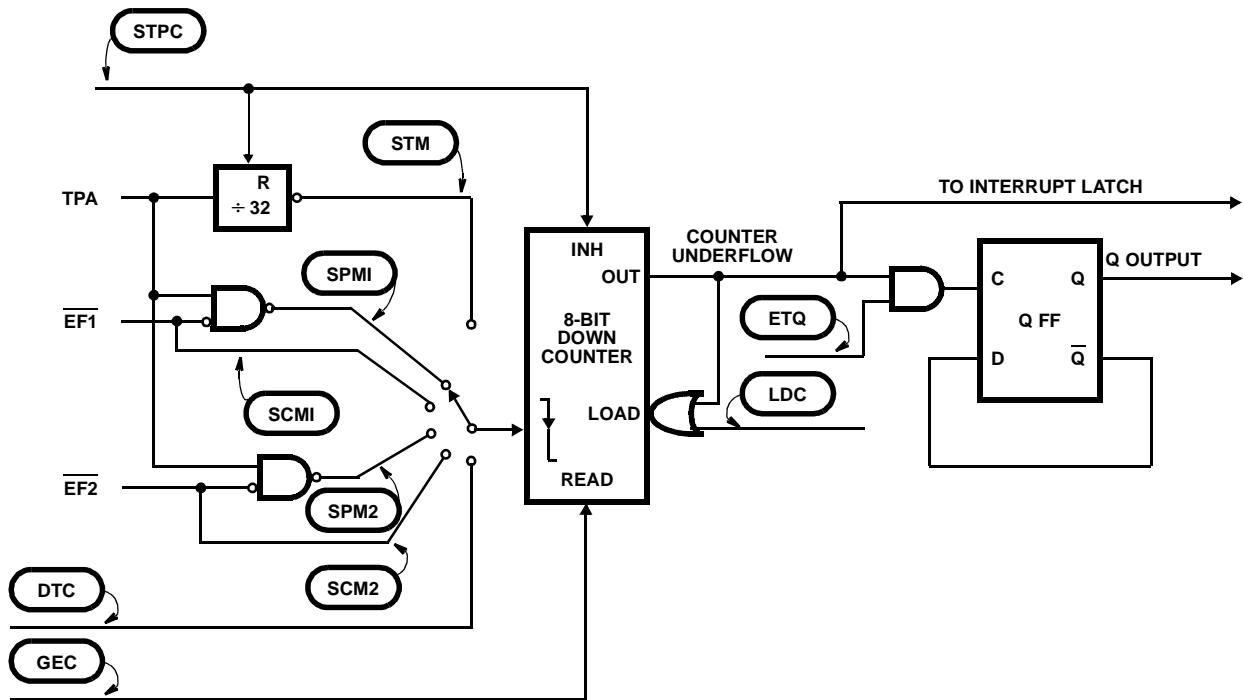 STPC
STM
TPA
R
÷ 32
TO INTERRUPT LATCH
SPMI
INH
COUNTER
UNDERFLOW
OUT
Q OUTPUT
C
Q
EF1
8-BIT
DOWN
COUNTER
ETQ
Q FF
D
Q
SCMI
LOAD
LDC
EF2
READ
SPM2
DTC
SCM2
GEC